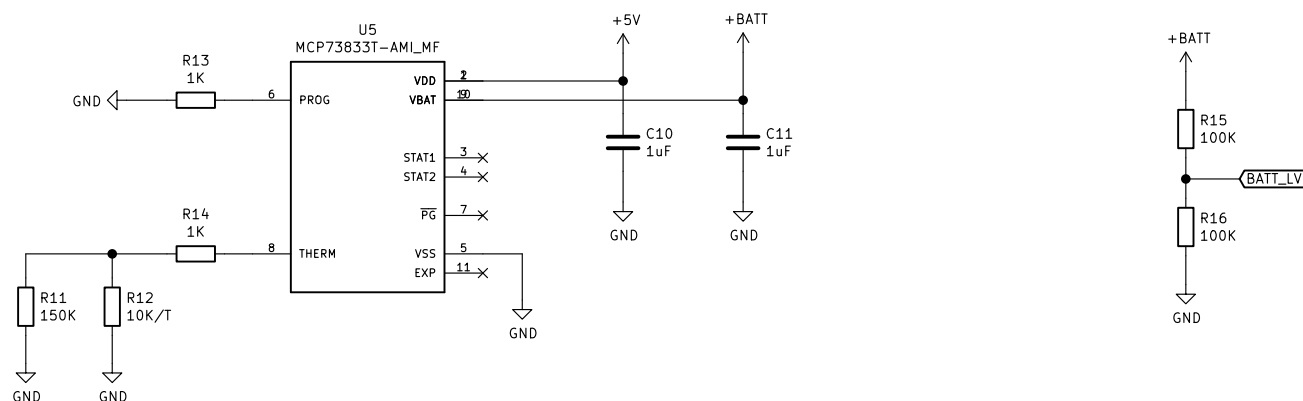 U5
MCP73833T-AMI_MF
R13
1K
GND
6
PROG
VDD
VBAT
10
STAT1
3
STAT2
4
PG
7
R14
1K
8
THERM
VSS
5
EXP
11
GND
R11
150K
R12
10K/T
GND
GND
+5V
+BATT
C10
1uF
C11
1uF
GND
GND
+BATT
R15
100K
BATT_LV
R16
100K
GND